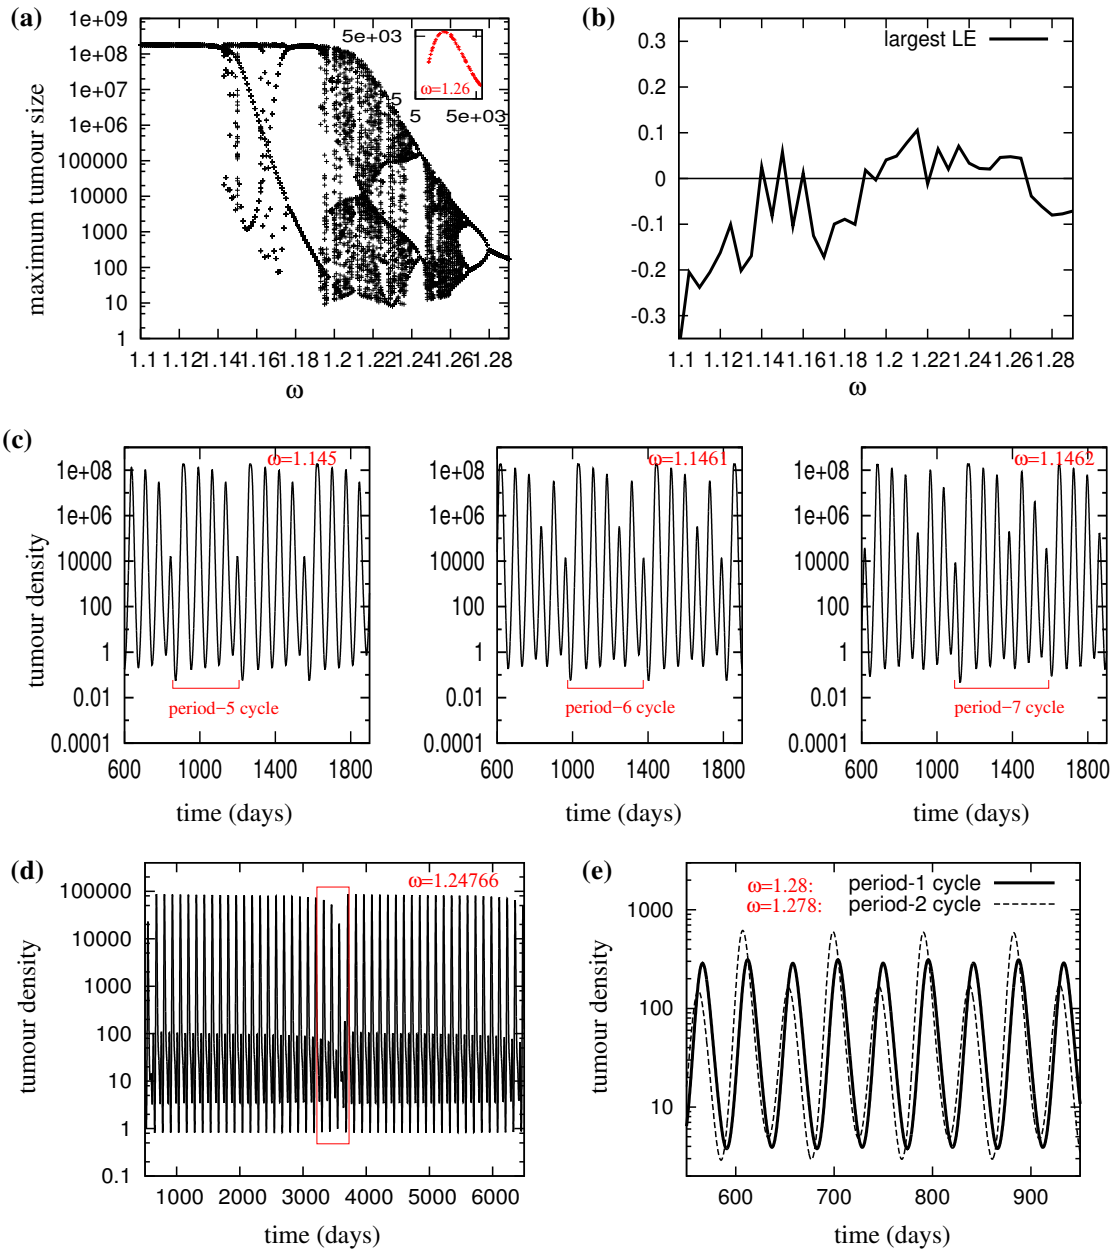 (a)
1e+09
1e+08
1e+07
1e+06
100000
10000
1000
100
10
1
maximum tumour size
1.1 1.12 1.14 1.16 1.18 1.2 1.22 1.24 1.26 1.28
ω
5e+03
5
ω=1.26
5 5e+03
(b)
largest LE
0.3
0.2
0.1
0
-0.1
-0.2
-0.3
1.1 1.12 1.14 1.16 1.18 1.2 1.22 1.24 1.26 1.28
ω
(c)
tumour density
1e+08
1e+06
10000
100
1
0.01
0.0001
ω=1.145
period-5 cycle
600 1000 1400 1800
time (days)
1e+08
1e+06
10000
100
1
0.01
0.0001
ω=1.1461
period-6 cycle
600 1000 1400 1800
time (days)
1e+08
1e+06
10000
100
1
0.01
0.0001
ω=1.1462
period-7 cycle
600 1000 1400 1800
time (days)
(d)
tumour density
100000
10000
1000
100
10
1
0.1
ω=1.24766
1000 2000 3000 4000 5000 6000
time (days)
(e)
tumour density
1000
100
10
ω=1.28: period-1 cycle
ω=1.278: period-2 cycle
600 700 800 900
time (days)